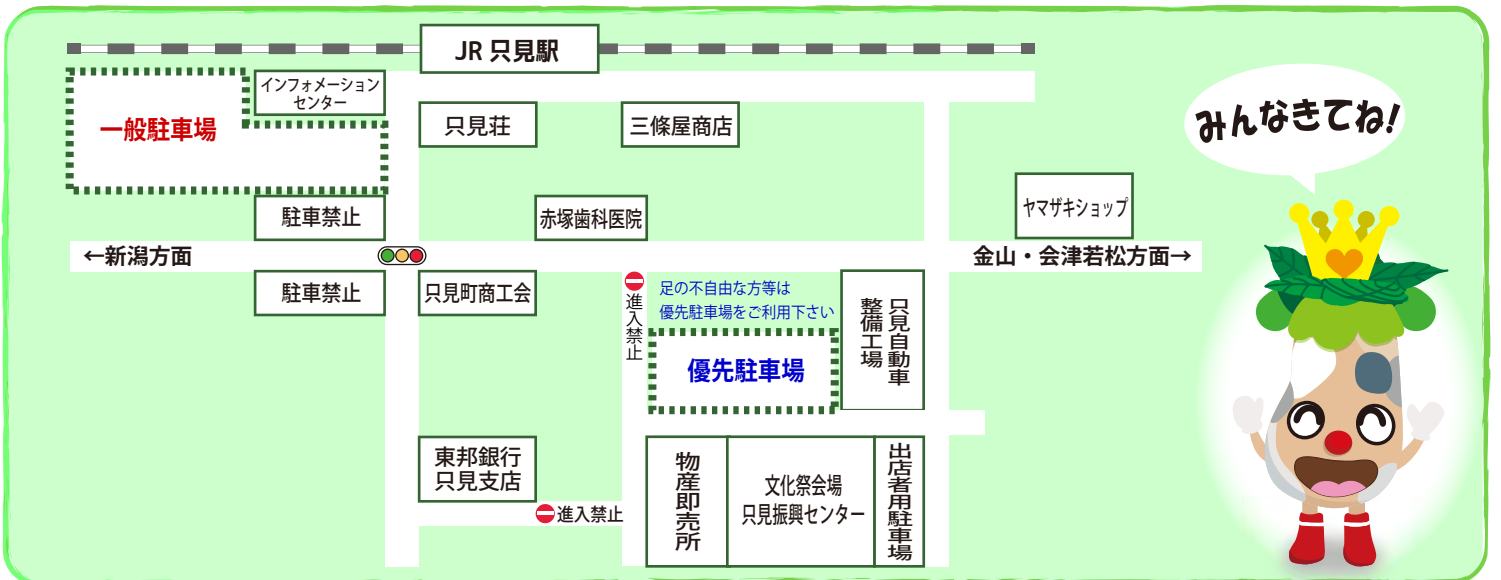 JR 只見駅
インフォメーション
センター
一般駐車場
只見荘
三條屋商店
みんなきてね!
駐車禁止
赤塚歯科医院
ヤマザキショップ
←新潟方面
金山・会津若松方面→
駐車禁止
只見町商工会
進入禁止
足の不自由な方等は
優先駐車場をご利用下さい
優先駐車場
只見自動車
整備工場
東邦銀行
只見支店
進入禁止
物産即売所
文化祭会場
只見振興センター
出店者用駐車場